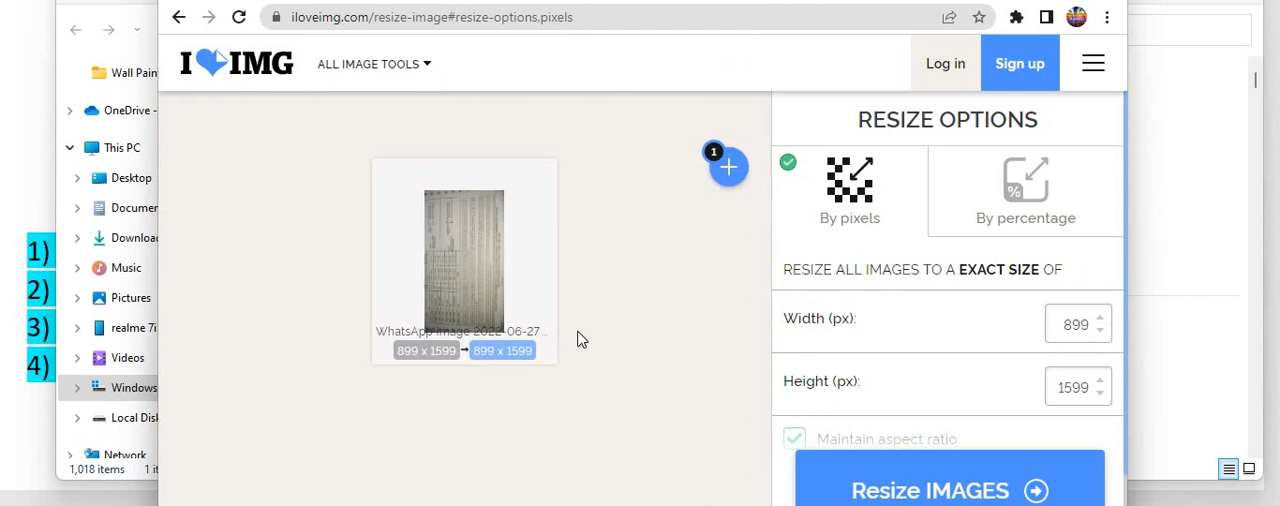 iloveimg.com/resize-image#resize-options,pixels
I IMG
ALL IMAGE TOOLS
Log in
Sign up
Wall Pain
OneDrive -
This PC
Desktop
Documer
Downloa
Music
Pictures
realme 7i
Videos
Windows
Local Disk
Network
1,018 items
1)
2)
3)
4)
1
WhatsApp Image 2022-06-27 ..
899 x 1599
899 x 1599
RESIZE OPTIONS
By pixels
%
By percentage
RESIZE ALL IMAGES TO A EXACT SIZE OF
Width (px):
899
Height (px):
1599
Maintain aspect ratio
Resize IMAGES